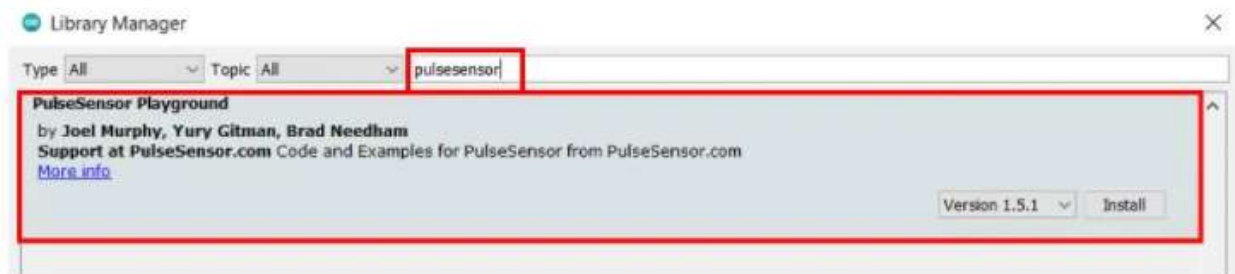 Library Manager
Type All Topic All pulsesensor
PulseSensor Playground
by Joel Murphy, Yury Gitman, Brad Needham
Support at PulseSensor.com Code and Examples for PulseSensor from PulseSensor.com
More info
Version 1.5.1 Install